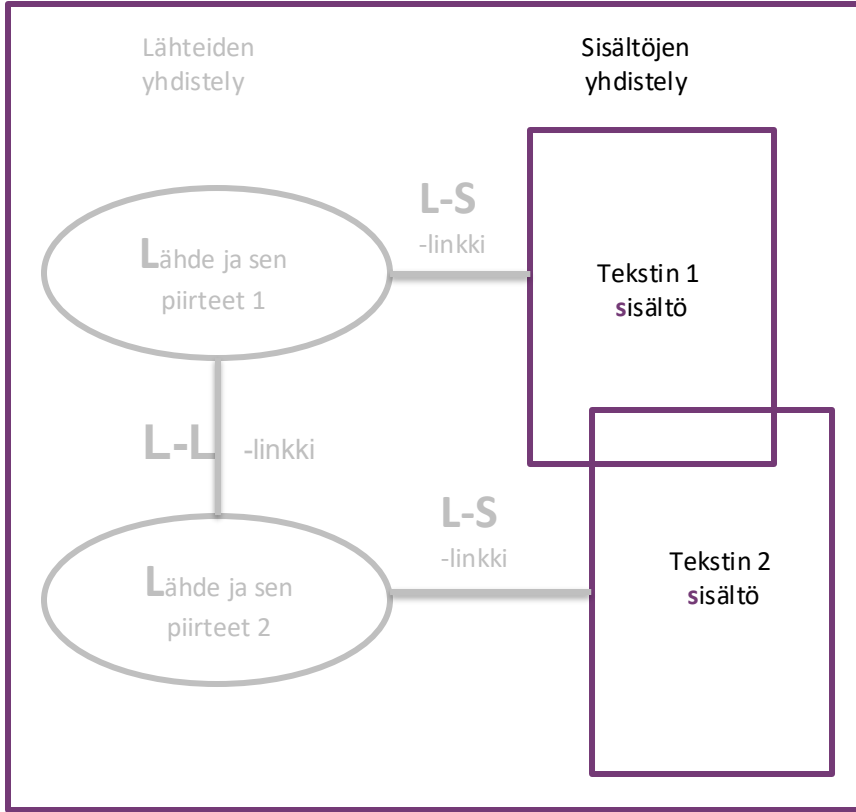 Lähteiden
yhdistely
Sisältöjen
yhdistely
L-S
-linkki
Lähde ja sen
piirteet 1
Tekstin 1
sisältö
L-L -linkki
L-S
-linkki
Lähde ja sen
piirteet 2
Tekstin 2
sisältö